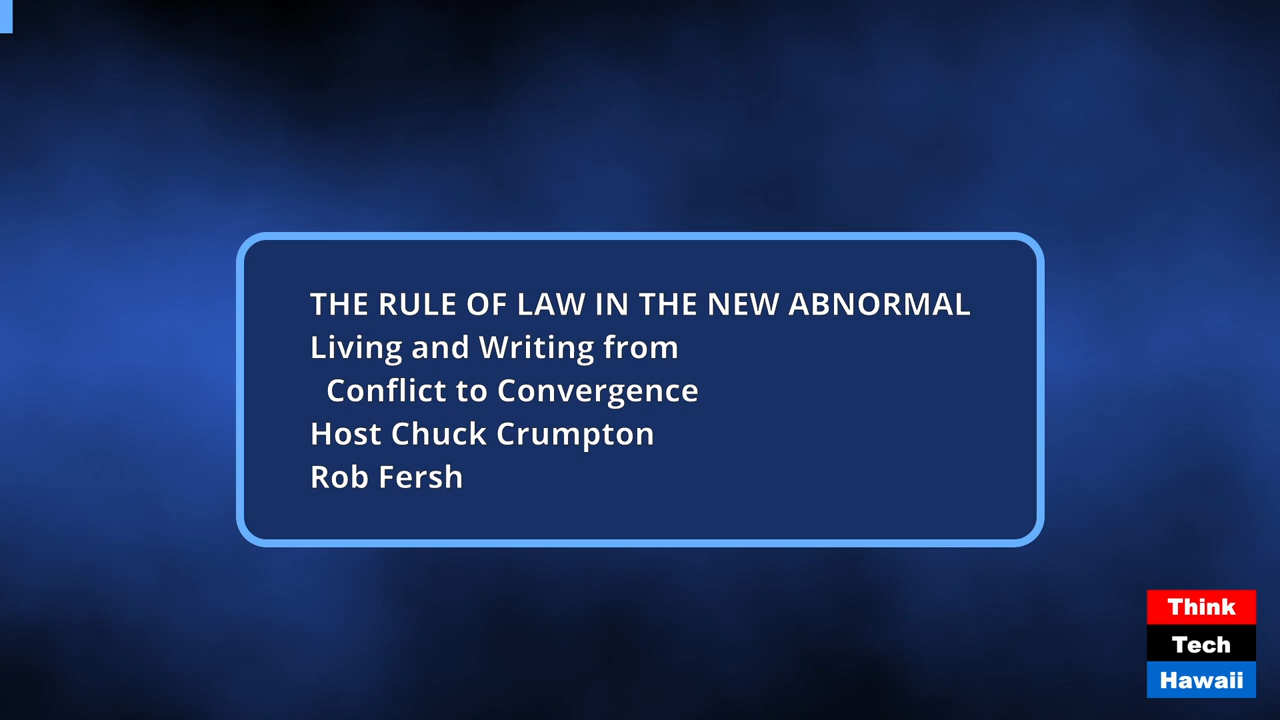 THE RULE OF LAW IN THE NEW ABNORMAL
Living and Writing from
Conflict to Convergence
Host Chuck Crumpton
Rob Fersh
Think
Tech
Hawaii